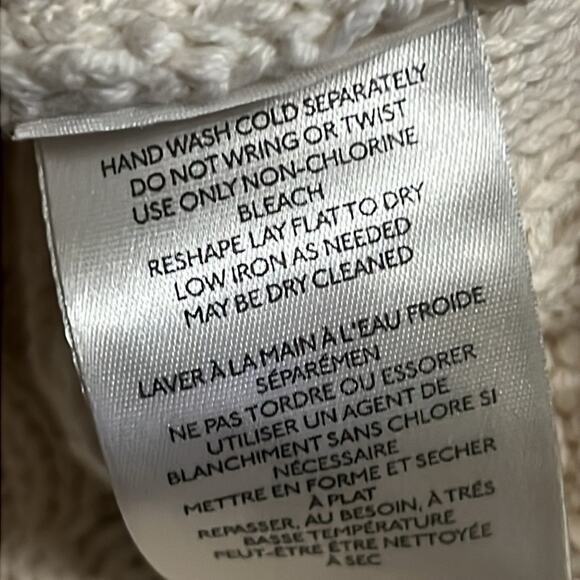 HAND WASH COLD SEPARATELY
DO NOT WRING OR TWIST
USE ONLY NON-CHLORINE
BLEACH
RESHAPE LAY FLAT TO DRY
LOW IRON AS NEEDED
MAY BE DRY CLEANED
LAVER À LA MAIN À L'EAU FROIDE
SÉPARÉMEN
NE PAS TORDRE OU ESSORER
UTILISER UN AGENT DE
BLANCHIMENT SANS CHLORE SI
NÉCESSAIRE
METTRE EN FORME ET SECHER
À PLAT
REPASSER, AU BESOIN, À TRÉS
BASSE TEMPÉRATURE
PEUT-ÊTRE ÊTRE NETTOYÉE
À SEC